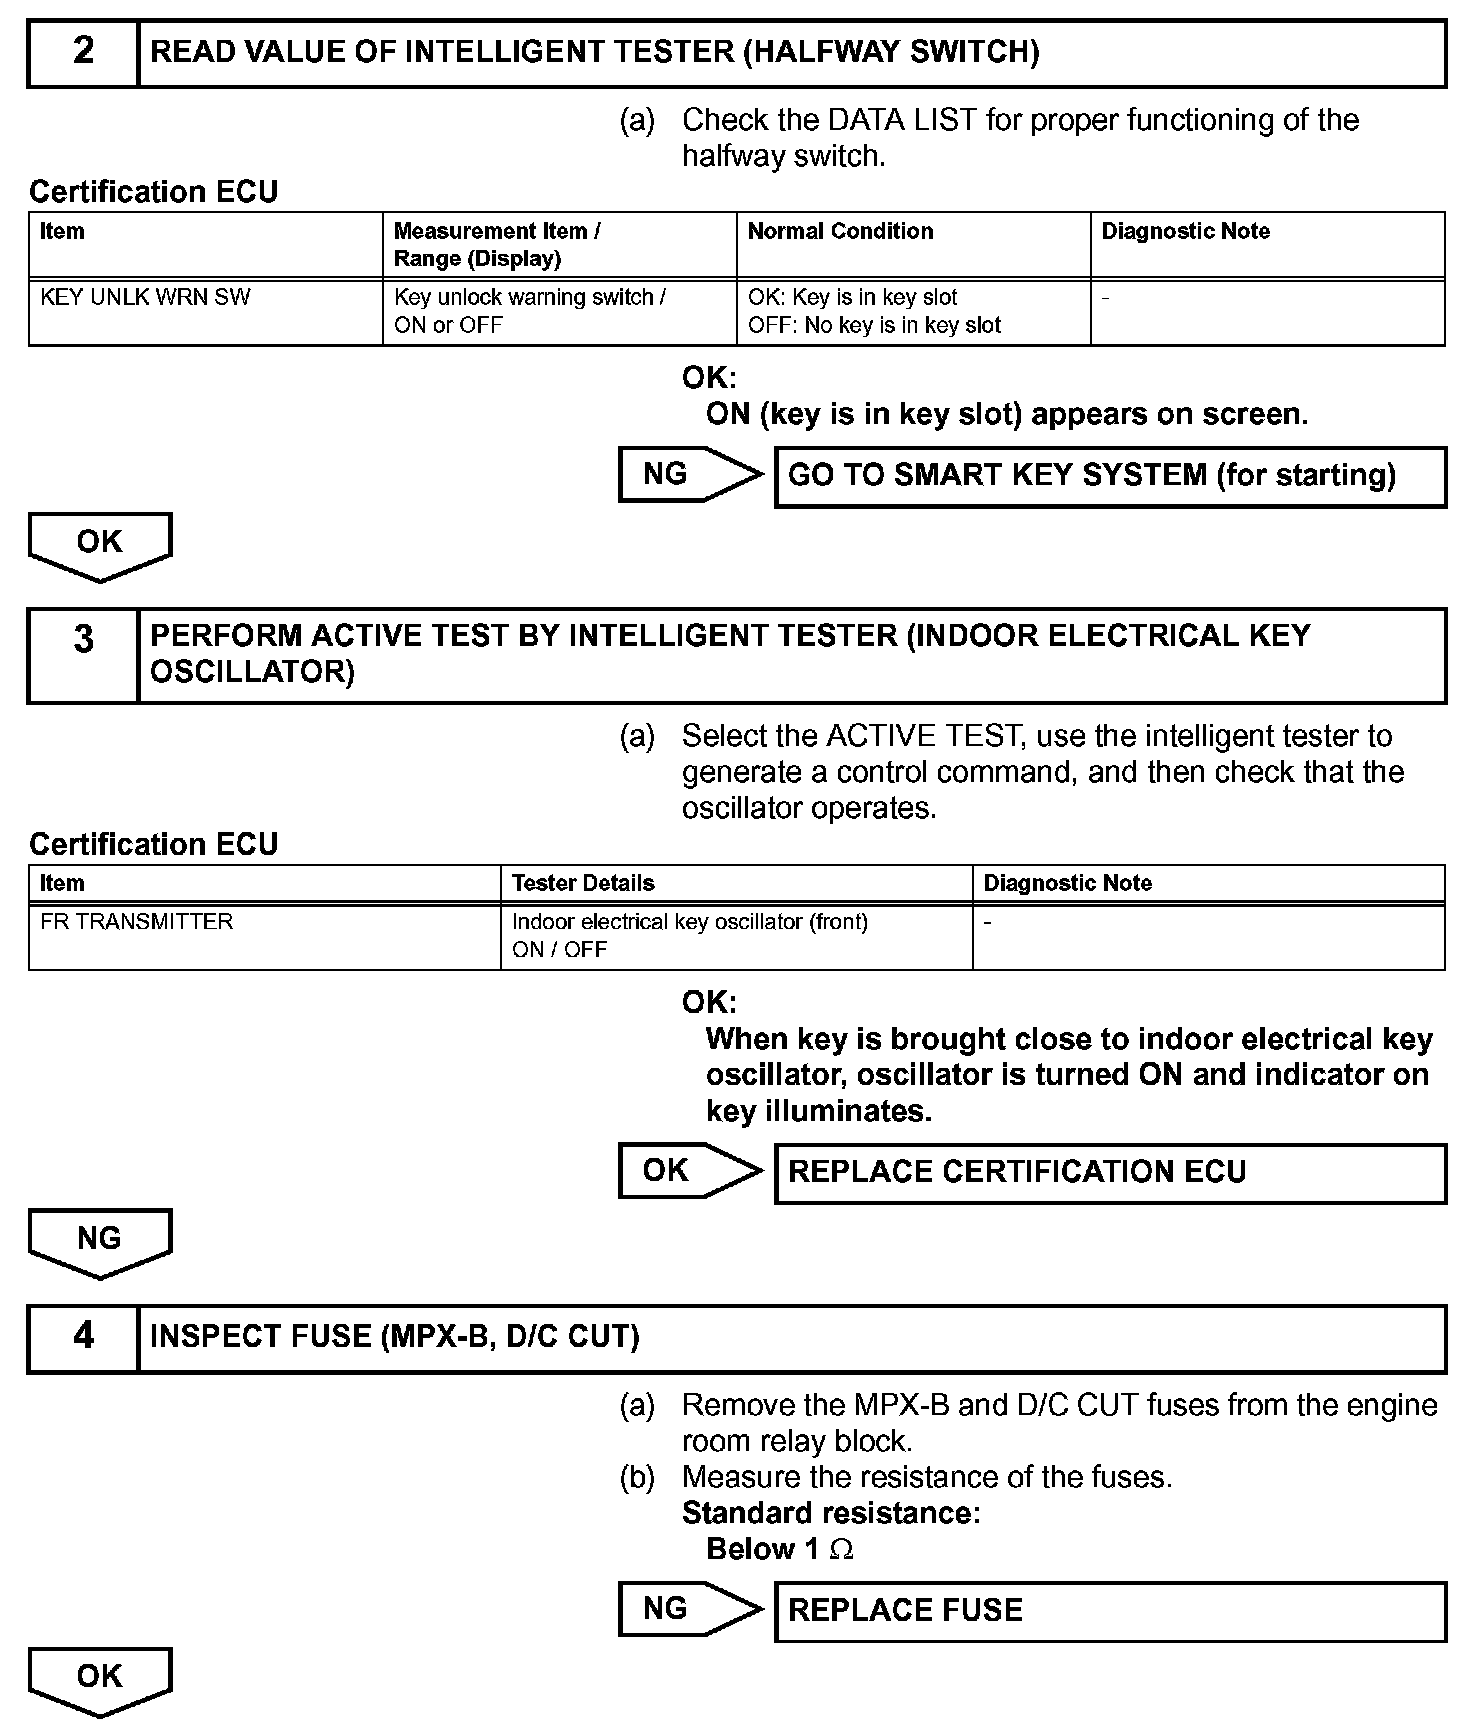 2 READ VALUE OF INTELLIGENT TESTER (HALFWAY SWITCH)
(a) Check the DATA LIST for proper functioning of the
halfway switch.
Certification ECU
Item Measurement Item / Normal Condition Diagnostic Note
Range (Display)
KEY UNLK WRN SW Key unlock warning switch / OK: Key is in key slot -
ON or OFF OFF: No key is in key slot
OK:
ON (key is in key slot) appears on screen.
NG GO TO SMART KEY SYSTEM (for starting)
OK
3 PERFORM ACTIVE TEST BY INTELLIGENT TESTER (INDOOR ELECTRICAL KEY
OSCILLATOR)
(a) Select the ACTIVE TEST, use the intelligent tester to
generate a control command, and then check that the
oscillator operates.
Certification ECU
Item Tester Details Diagnostic Note
FR TRANSMITTER Indoor electrical key oscillator (front) -
ON / OFF
OK:
When key is brought close to indoor electrical key
oscillator, oscillator is turned ON and indicator on
key illuminates.
OK REPLACE CERTIFICATION ECU
NG
4 INSPECT FUSE (MPX-B, D/C CUT)
(a) Remove the MPX-B and D/C CUT fuses from the engine
room relay block.
(b) Measure the resistance of the fuses.
Standard resistance:
Below 1 Ω
NG REPLACE FUSE
OK